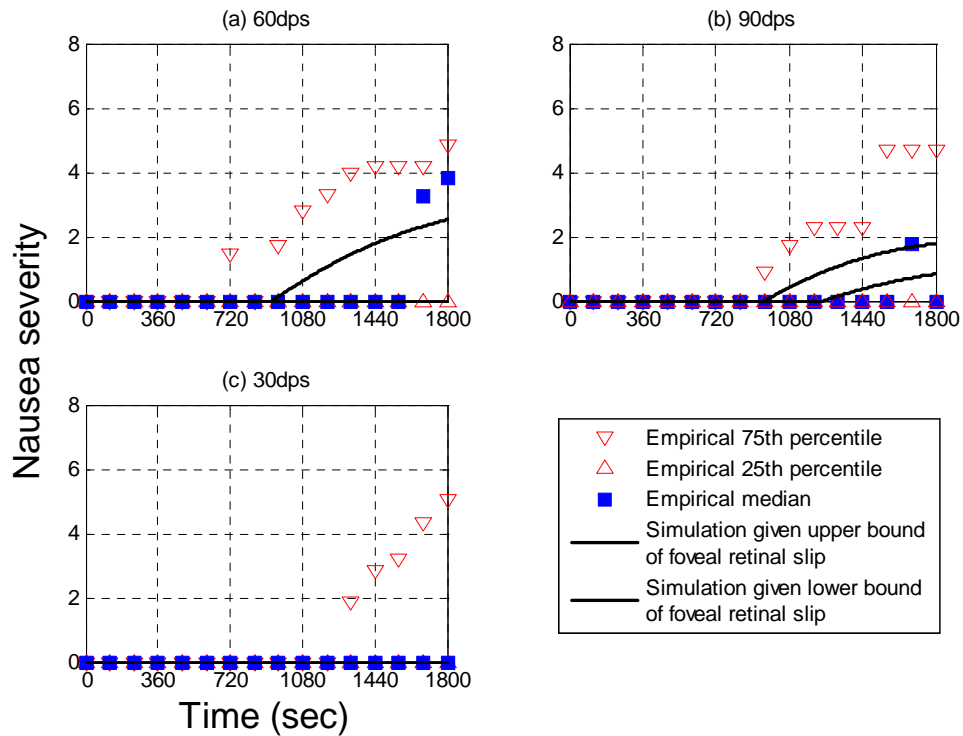 (a) 60dps
8
6
4
2
0
0 360 720 1080 1440 1800
(b) 90dps
8
6
4
2
0
0 360 720 1080 1440 1800
(c) 30dps
8
6
4
2
0
0 360 720 1080 1440 1800
Nausea severity
Time (sec)
Empirical 75th percentile
Empirical 25th percentile
Empirical median
Simulation given upper bound
of foveal retinal slip
Simulation given lower bound
of foveal retinal slip